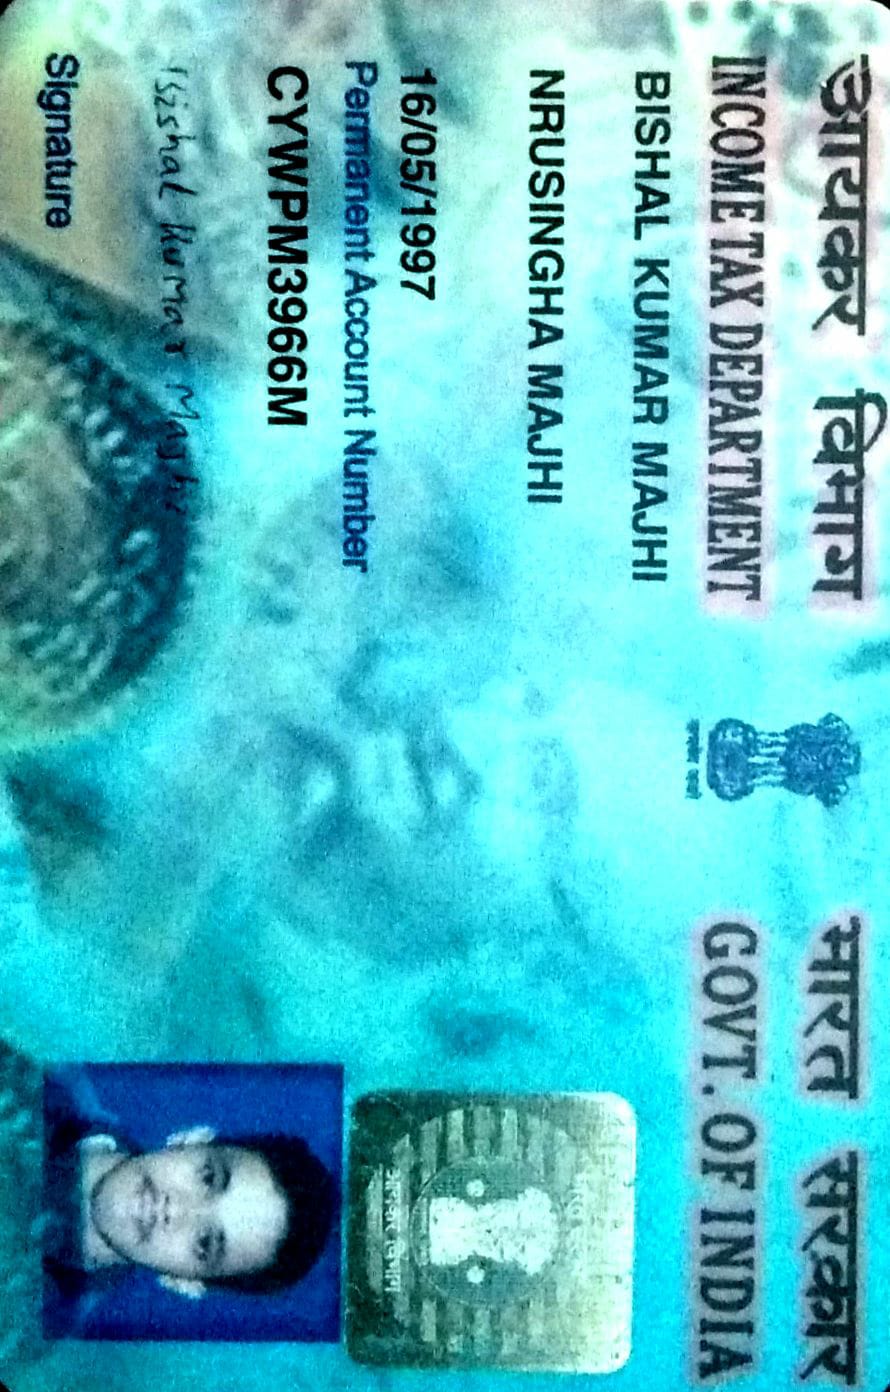 आयकर विभाग
INCOME TAX DEPARTMENT
भारत सरकार
GOVT. OF INDIA
BISHAL KUMAR MAJHI
NRUSINGHA MAJHI
16/05/1997
Permanent Account Number
CYWPM3966M
Bishal Kumar Majhi
Signature